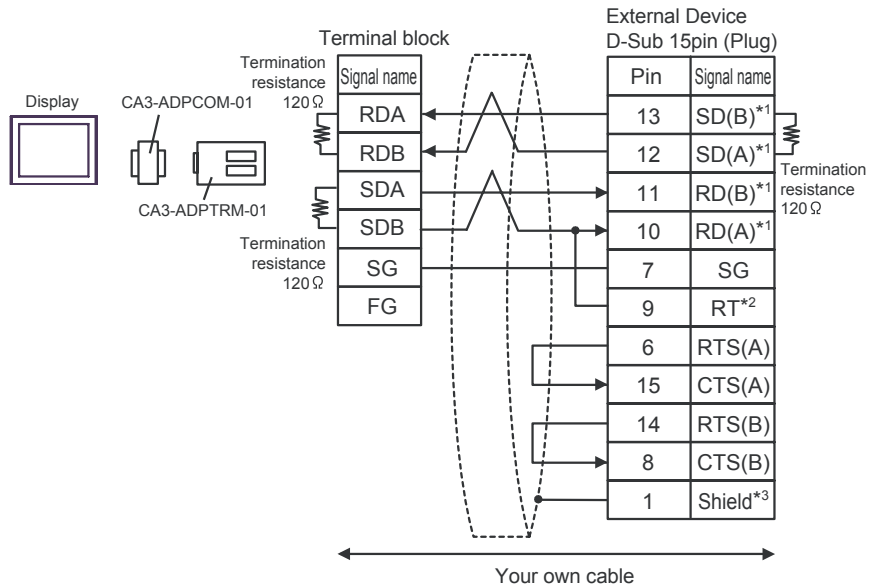 External Device
D-Sub 15pin (Plug)
Terminal block
Termination
resistance
120Ω
Display
CA3-ADPCOM-01
CA3-ADPTRM-01
Termination
resistance
120Ω
Signal name
RDA
RDB
SDA
SDB
SG
FG
Pin Signal name
13 SD(B)*1
12 SD(A)*1
11 RD(B)*1
10 RD(A)*1
7 SG
9 RT*2
6 RTS(A)
15 CTS(A)
14 RTS(B)
8 CTS(B)
1 Shield*3
Termination
resistance
120Ω
Your own cable